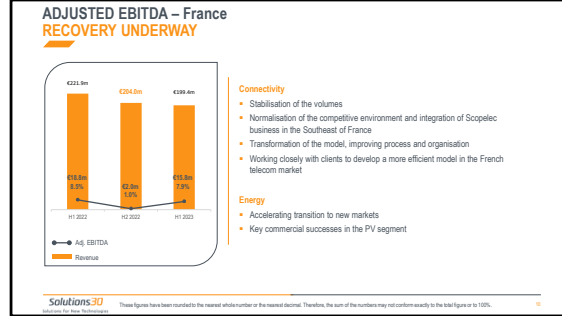 ADJUSTED EBITDA – France
RECOVERY UNDERWAY
€221.9m
€204.0m
€199.4m
€18.8m
8.5%
€2.0m
1.0%
€15.8m
7.9%
H1 2022
H2 2022
H1 2023
Adj. EBITDA
Revenue
Connectivity
▪ Stabilisation of the volumes
▪ Normalisation of the competitive environment and integration of Scopelec
business in the Southeast of France
▪ Transformation of the model, improving process and organisation
▪ Working closely with clients to develop a more efficient model in the French
telecom market
Energy
▪ Accelerating transition to new markets
▪ Key commercial successes in the PV segment
Solutions30
Solutions For New Technologies
These figures have been rounded to the nearest whole number or the nearest decimal. Therefore, the sum of the numbers may not conform exactly to the total figure or to 100%.